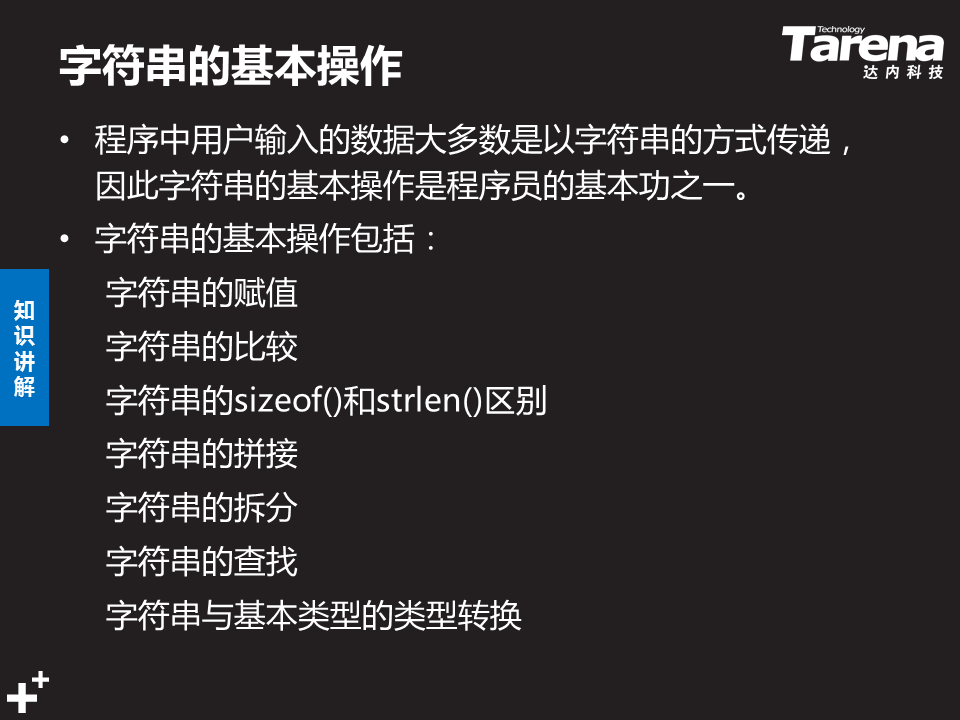 字符串的基本操作
Technology
Tarena
达内科技
• 程序中用户输入的数据大多数是以字符串的方式传递，
因此字符串的基本操作是程序员的基本功之一。
• 字符串的基本操作包括：
字符串的赋值
字符串的比较
字符串的sizeof()和strlen()区别
字符串的拼接
字符串的拆分
字符串的查找
字符串与基本类型的类型转换
知识讲解